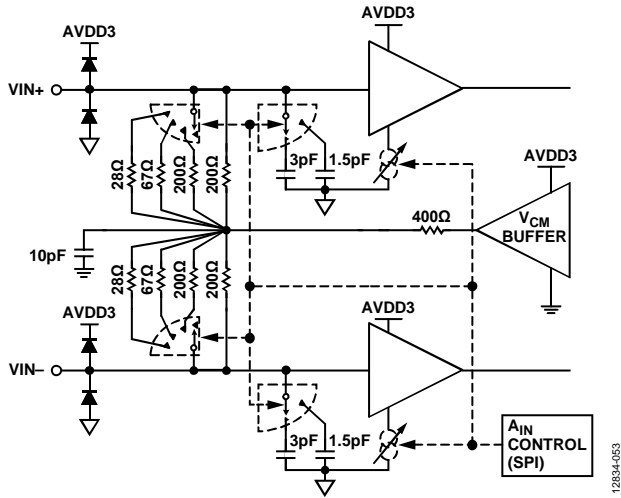 AVDD3
AVDD3
VIN+
28Ω
67Ω
200Ω
200Ω
3pF
1.5pF
AVDD3
400Ω
VCM
BUFFER
10pF
28Ω
67Ω
200Ω
200Ω
AVDD3
AVDD3
VIN–
3pF
1.5pF
AIN
CONTROL
(SPI)
12834-053